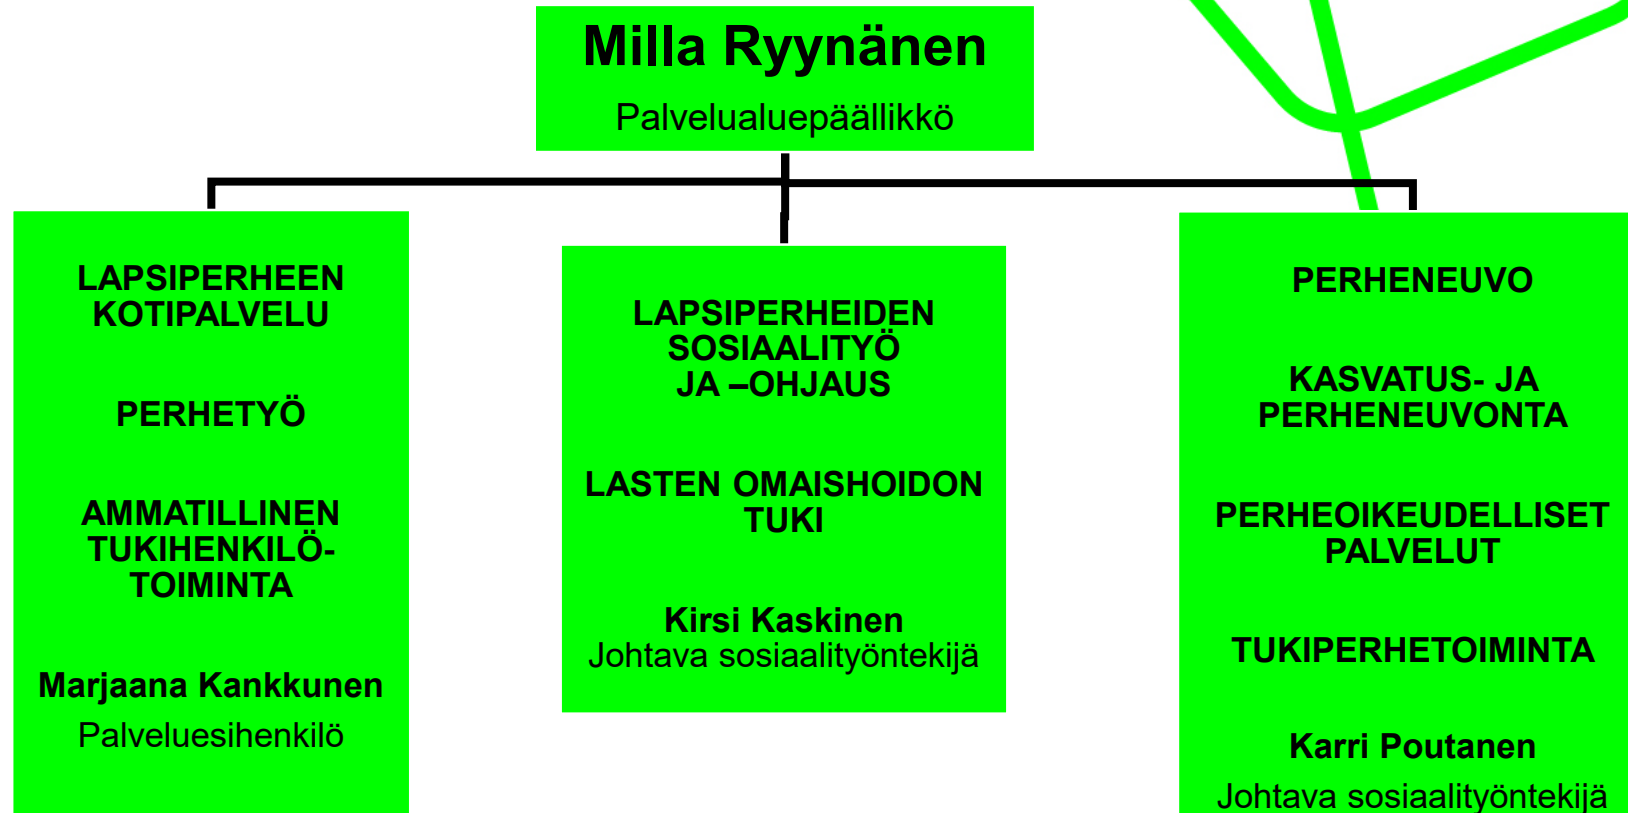 Milla Ryynänen
Palvelualuepäällikkö
LAPSIPERHEEN
KOTIPALVELU
PERHETYÖ
AMMATILLINEN
TUKIHENKILÖ-
TOIMINTA
Marjaana Kankkunen
Palveluesihenkilö
LAPSIPERHEIDEN
SOSIAALITYÖ
JA –OHJAUS
LASTEN OMAISHOIDON
TUKI
Kirsi Kaskinen
Johtava sosiaalityöntekijä
PERHENEUVO
KASVATUS- JA
PERHENEUVONTA
PERHEOIKEUDELLISET
PALVELUT
TUKIPERHETOIMINTA
Karri Poutanen
Johtava sosiaalityöntekijä